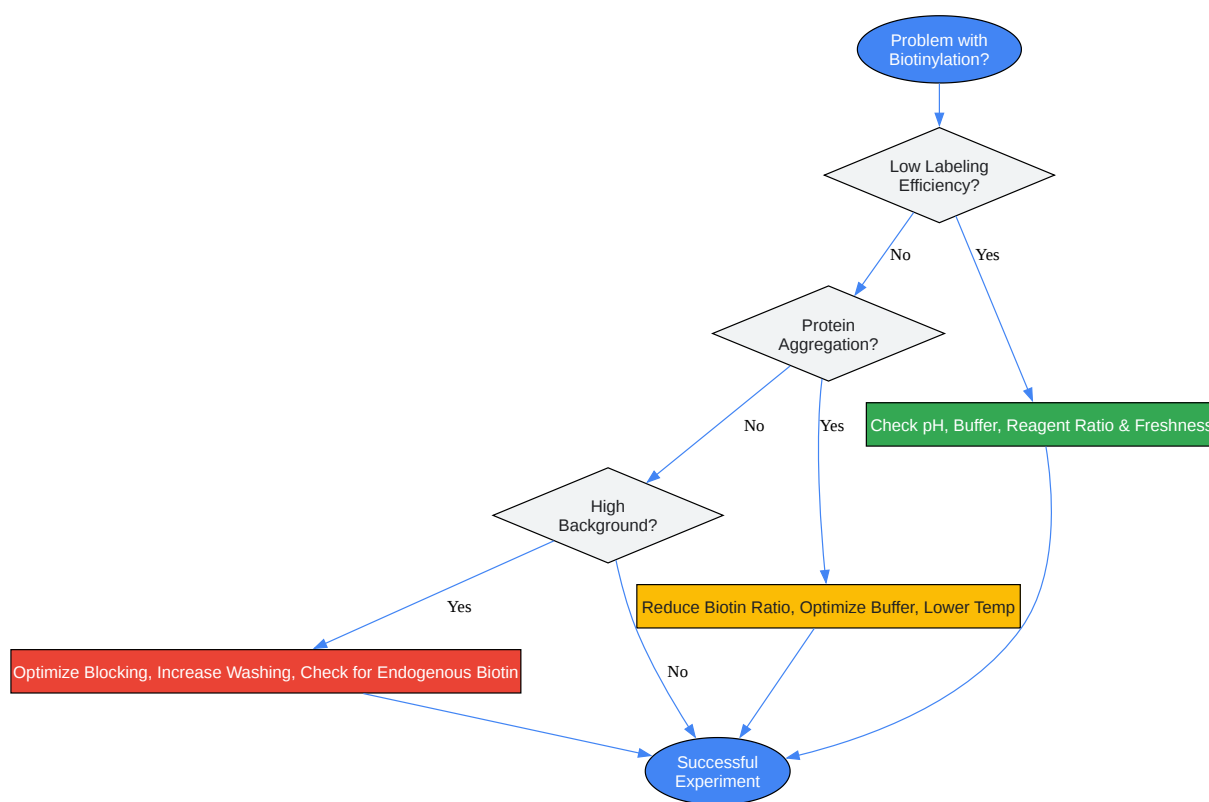 Problem with
Biotinylation?
Low Labeling
Efficiency?
No
Yes
Protein
Aggregation?
Check pH, Buffer, Reagent Ratio & Freshness
No
Yes
High
Background?
Yes
Reduce Biotin Ratio, Optimize Buffer, Lower Temp
Optimize Blocking, Increase Washing, Check for Endogenous Biotin
No
Successful
Experiment